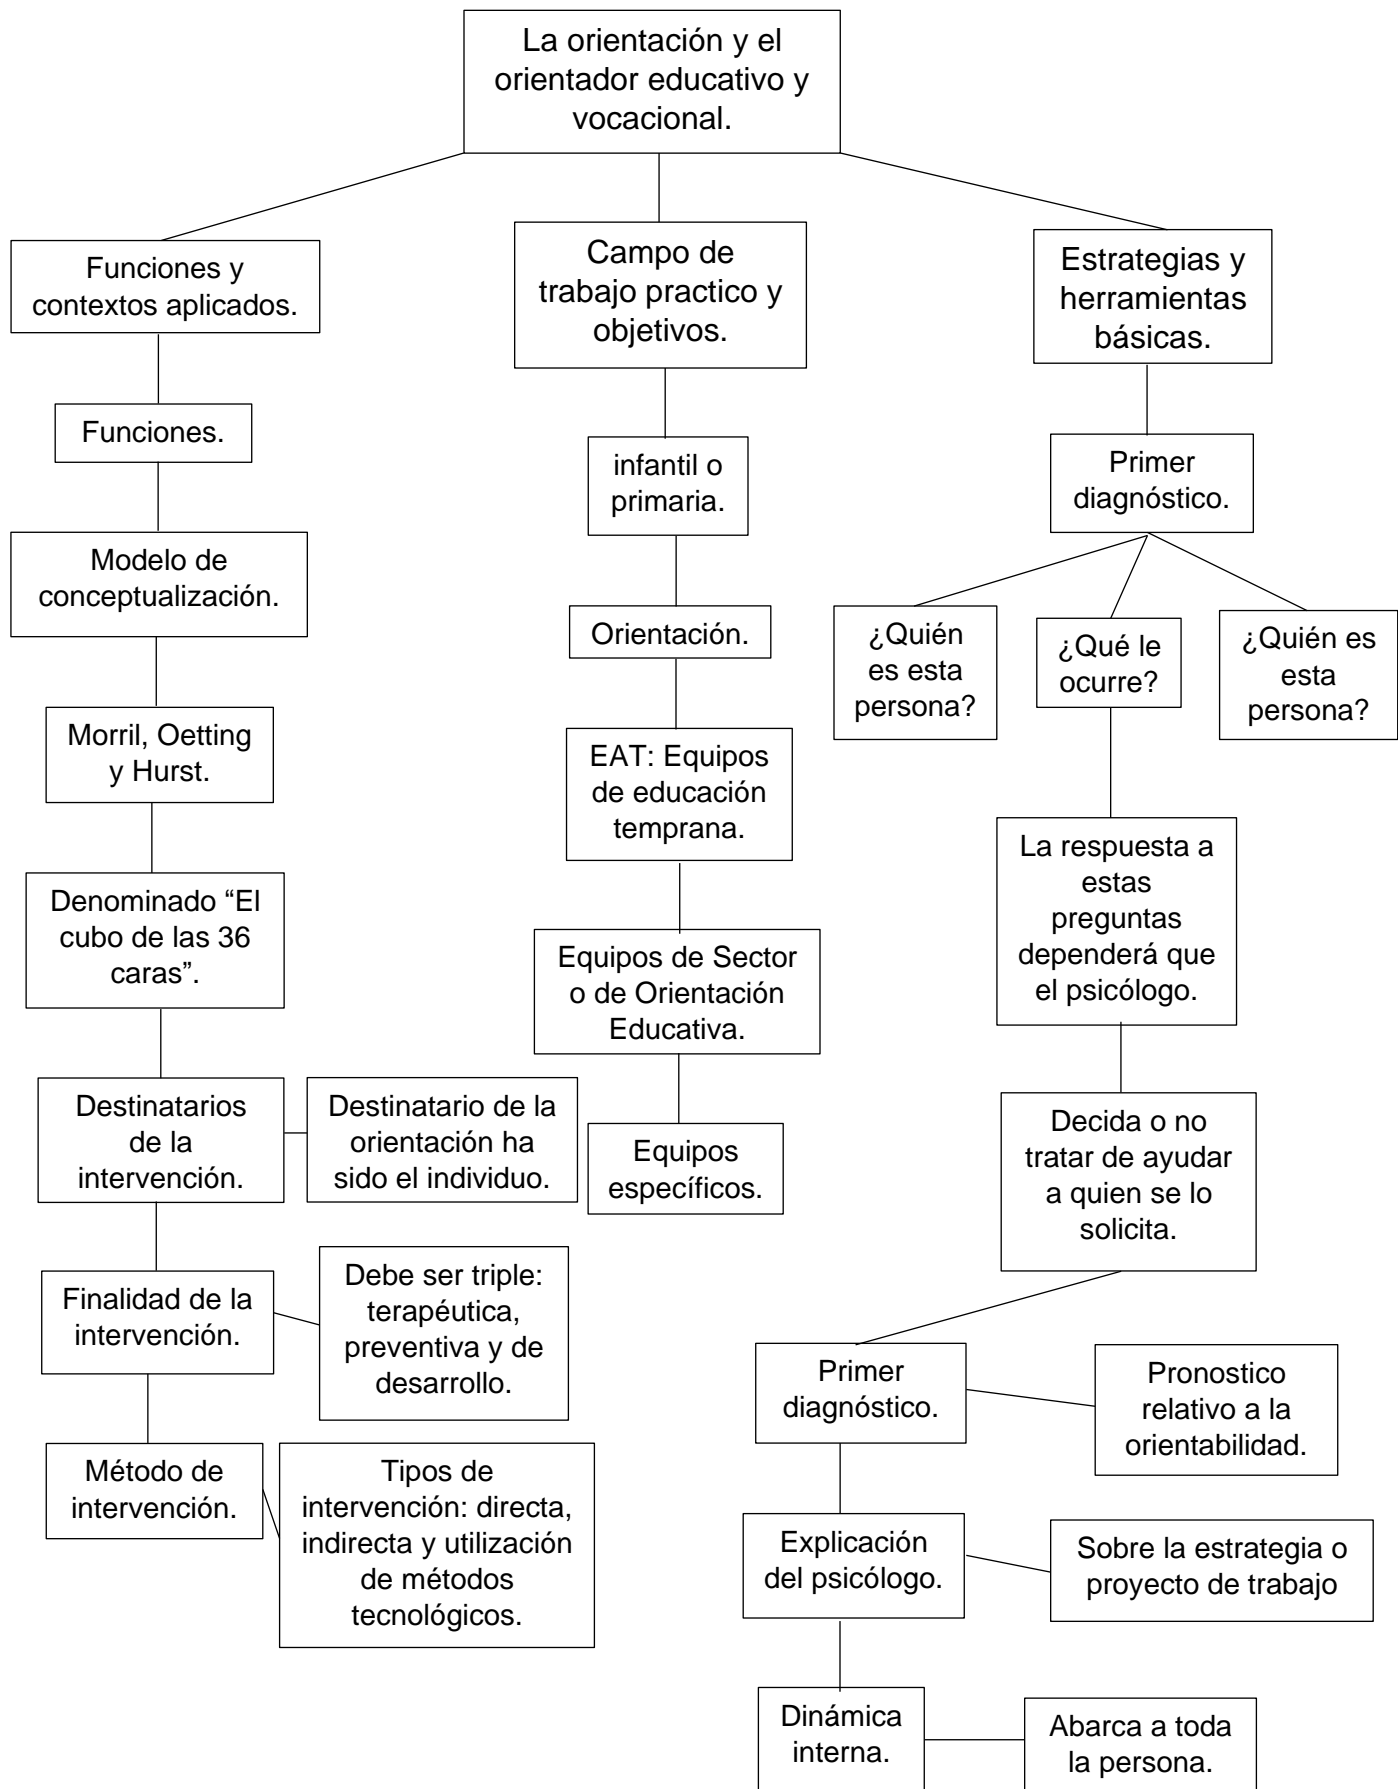 La orientación y el
orientador educativo y
vocacional.
Funciones y
contextos aplicados.
Funciones.
Modelo de
conceptualización.
Morril, Oetting
y Hurst.
Denominado “El
cubo de las 36
caras”.
Destinatarios
de la
intervención.
Destinatario de la
orientación ha
sido el individuo.
Finalidad de la
intervención.
Debe ser triple:
terapéutica,
preventiva y de
desarrollo.
Método de
intervención.
Tipos de
intervención: directa,
indirecta y utilización
de métodos
tecnológicos.
Campo de
trabajo practico y
objetivos.
infantil o
primaria.
Orientación.
EAT: Equipos
de educación
temprana.
Equipos de Sector
o de Orientación
Educativa.
Equipos
específicos.
Estrategias y
herramientas
básicas.
Primer
diagnóstico.
¿Quién
es esta
persona?
¿Qué le
ocurre?
¿Quién es
esta
persona?
La respuesta a
estas
preguntas
dependerá que
el psicólogo.
Decida o no
tratar de ayudar
a quien se lo
solicita.
Primer
diagnóstico.
Pronostico
relativo a la
orientabilidad.
Explicación
del psicólogo.
Sobre la estrategia o
proyecto de trabajo
Dinámica
interna.
Abarca a toda
la persona.